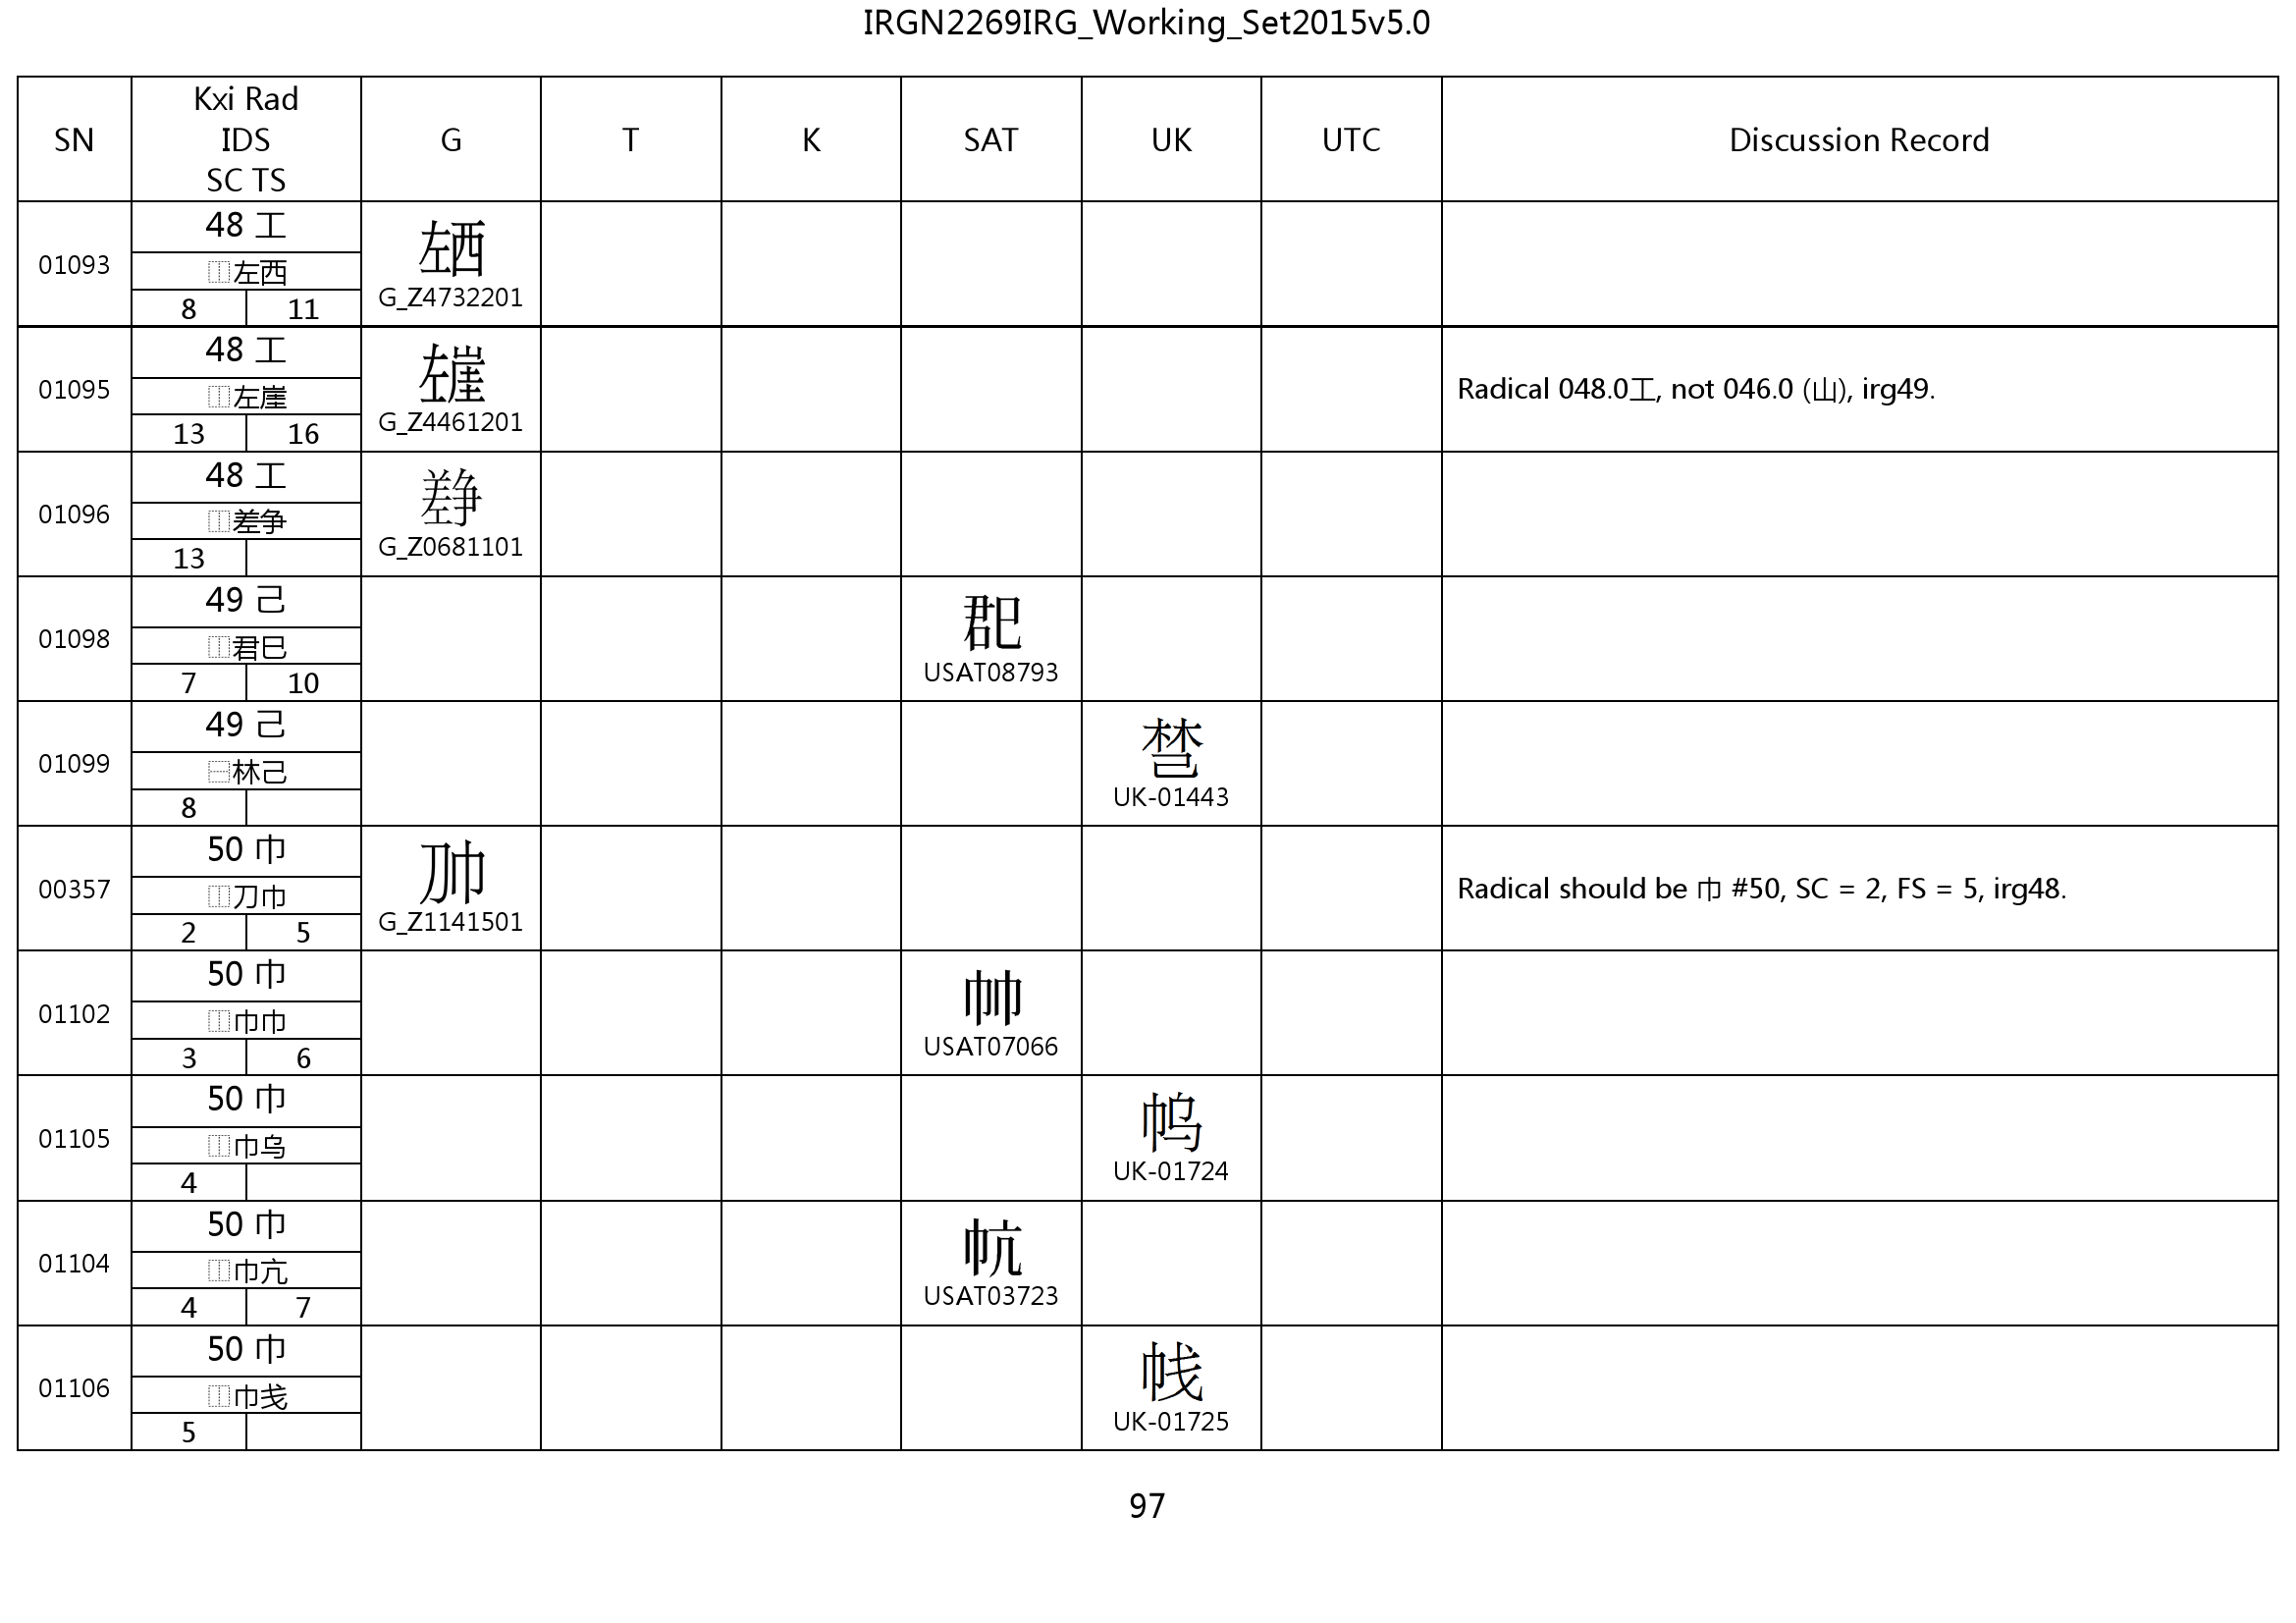 IRGN2269IRG_Working_Set2015v5.0
SN Kxi Rad IDS SC TS G T K SAT UK UTC Discussion Record
01093
48 工
⿰左西
8 11
G_Z4732201
01095
48 工
⿰左崖
13 16
G_Z4461201
Radical 048.0工, not 046.0 (山), irg49.
01096
48 工
⿰差争
13
G_Z0681101
01098
49 己
⿰君巳
7 10
USAT08793
01099
49 己
⿱林己
8
UK-01443
00357
50 巾
⿰刀巾
2 5
G_Z1141501
Radical should be 巾 #50, SC = 2, FS = 5, irg48.
01102
50 巾
⿰巾巾
3 6
USAT07066
01105
50 巾
⿰巾乌
4
UK-01724
01104
50 巾
⿰巾亢
4 7
USAT03723
01106
50 巾
⿰巾戋
5
UK-01725
97